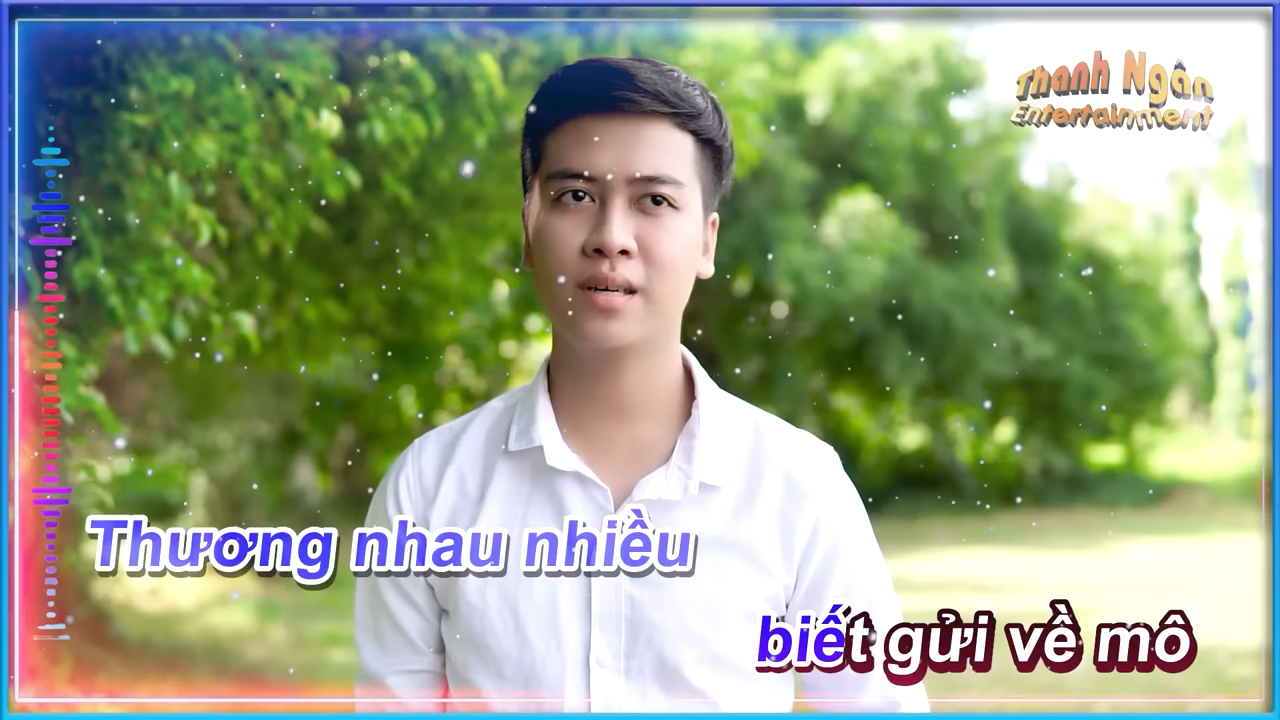 Thanh Ngân
Entertainment
Thương nhau nhiều
biết gửi về mô